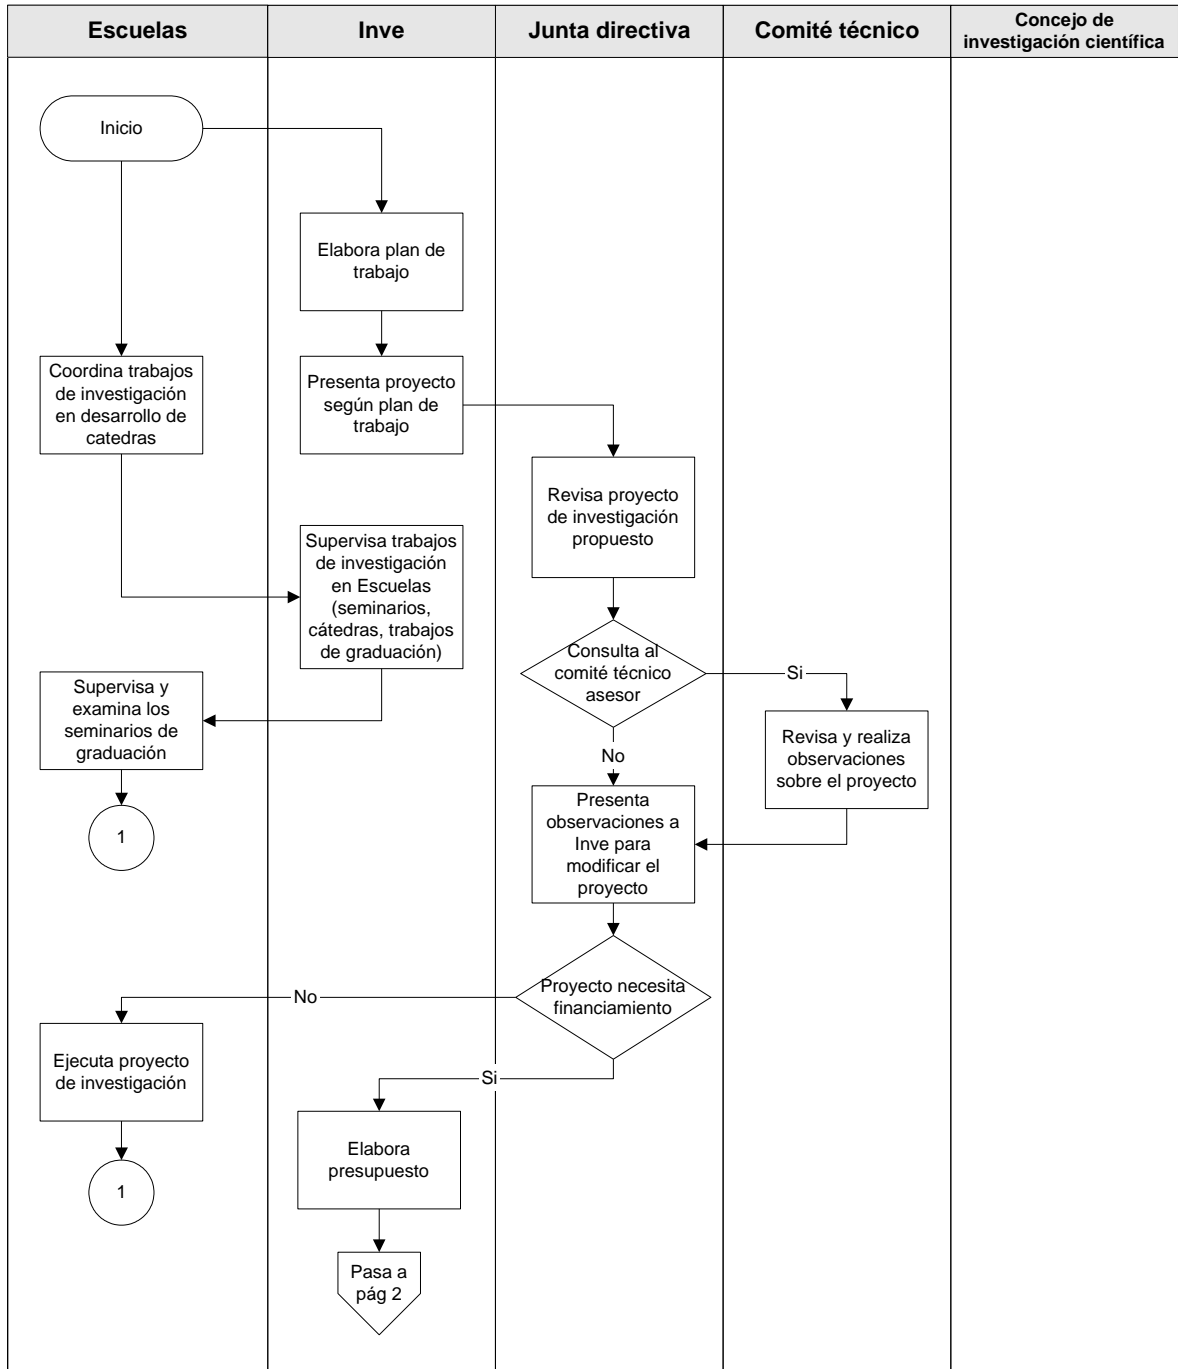 Escuelas
Inve
Junta directiva
Comité técnico
Concejo de
investigación científica
Inicio
Elabora plan de
trabajo
Coordina trabajos
de investigación
en desarrollo de
catedras
Presenta proyecto
según plan de
trabajo
Revisa proyecto
de investigación
propuesto
Supervisa trabajos
de investigación
en Escuelas
(seminarios,
cátedras, trabajos
de graduación)
Consulta al
comité técnico
asesor
Si
No
Supervisa y
examina los
seminarios de
graduación
Revisa y realiza
observaciones
sobre el proyecto
1
Presenta
observaciones a
Inve para
modificar el
proyecto
Proyecto necesita
financiamiento
No
Si
Ejecuta proyecto
de investigación
Elabora
presupuesto
1
Pasa a
pág 2